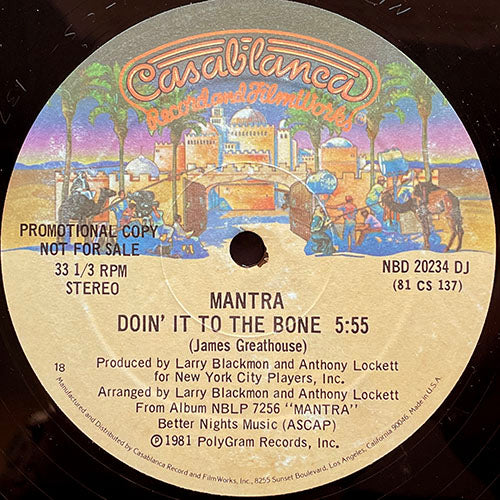 Casablanca
Record and FilmWorks
PROMOTIONAL COPY
NOT FOR SALE
33 1/3 RPM
STEREO
NBD 20234 DJ
(81 CS 137)
MANTRA
DOIN' IT TO THE BONE 5:55
(James Greathouse)
18
Produced by Larry Blackmon and Anthony Lockett
for New York City Players, Inc.
Arranged by Larry Blackmon and Anthony Lockett
From Album NBLP 7256 "MANTRA"
Better Nights Music (ASCAP)
Ⓟ©1981 PolyGram Records, Inc.
Manufactured and Distributed by Casablanca Record and FilmWorks, Inc., 8255 Sunset Boulevard, Los Angeles, California 90046. Made in U.S.A.